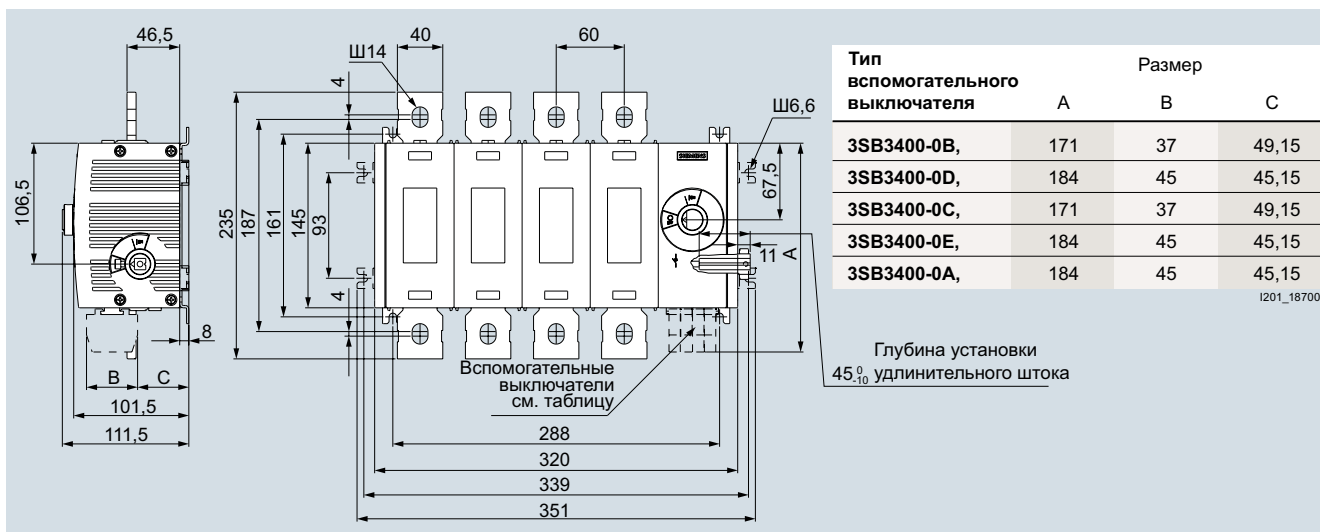 46,5
Ш14
40
60
4
Ш6,6
106,5
235
187
161
145
93
67,5
11
A
4
8
B
C
101,5
111,5
SIEMENS
Вспомогательные
выключатели
см. таблицу
288
320
339
351
Глубина установки
45 0 -10 удлинительного штока
Тип
вспомогательного
выключателя
Размер
A B C
3SB3400-0B, 171 37 49,15
3SB3400-0D, 184 45 45,15
3SB3400-0C, 171 37 49,15
3SB3400-0E, 184 45 45,15
3SB3400-0A, 184 45 45,15
I201_18700